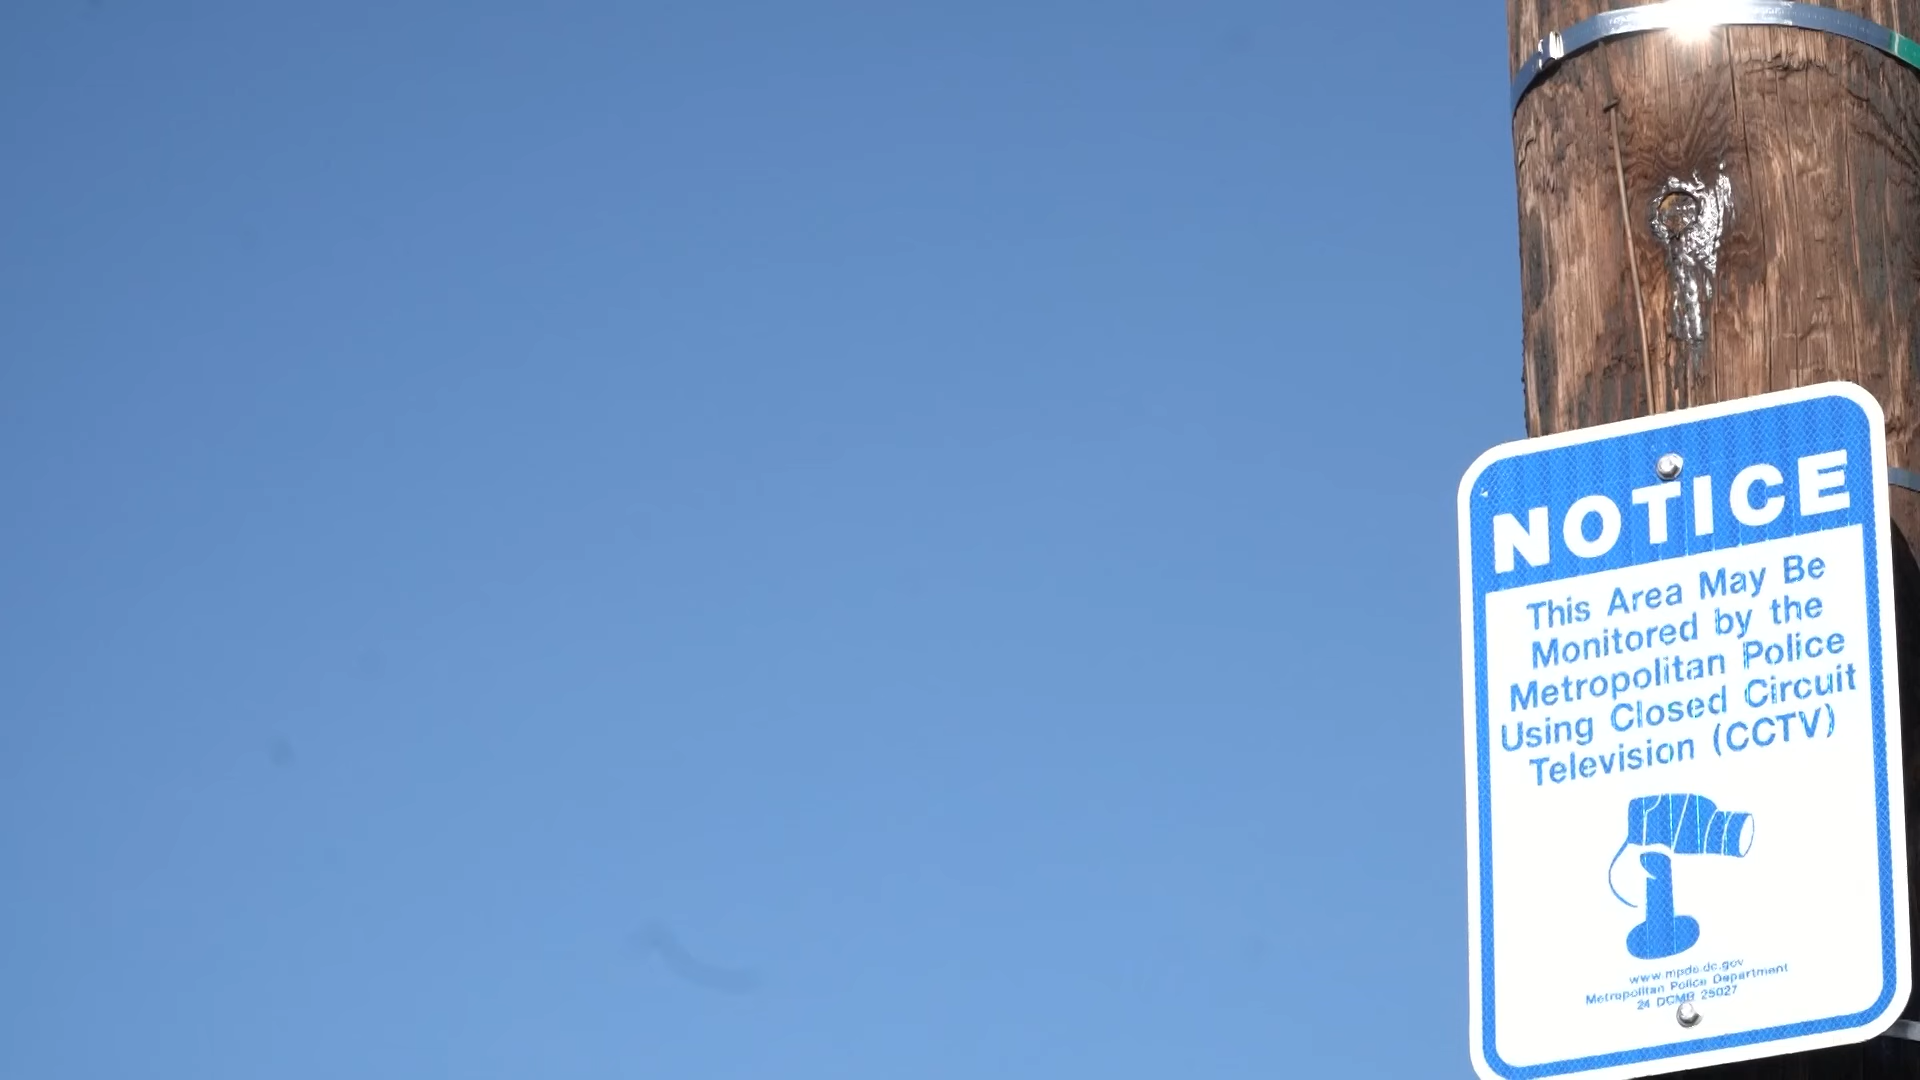 NOTICE
This Area May Be
Monitored by the
Metropolitan Police
Using Closed Circuit
Television (CCTV)
www.mpdc.dc.gov
Metropolitan Police Department
24 DCMR 25027